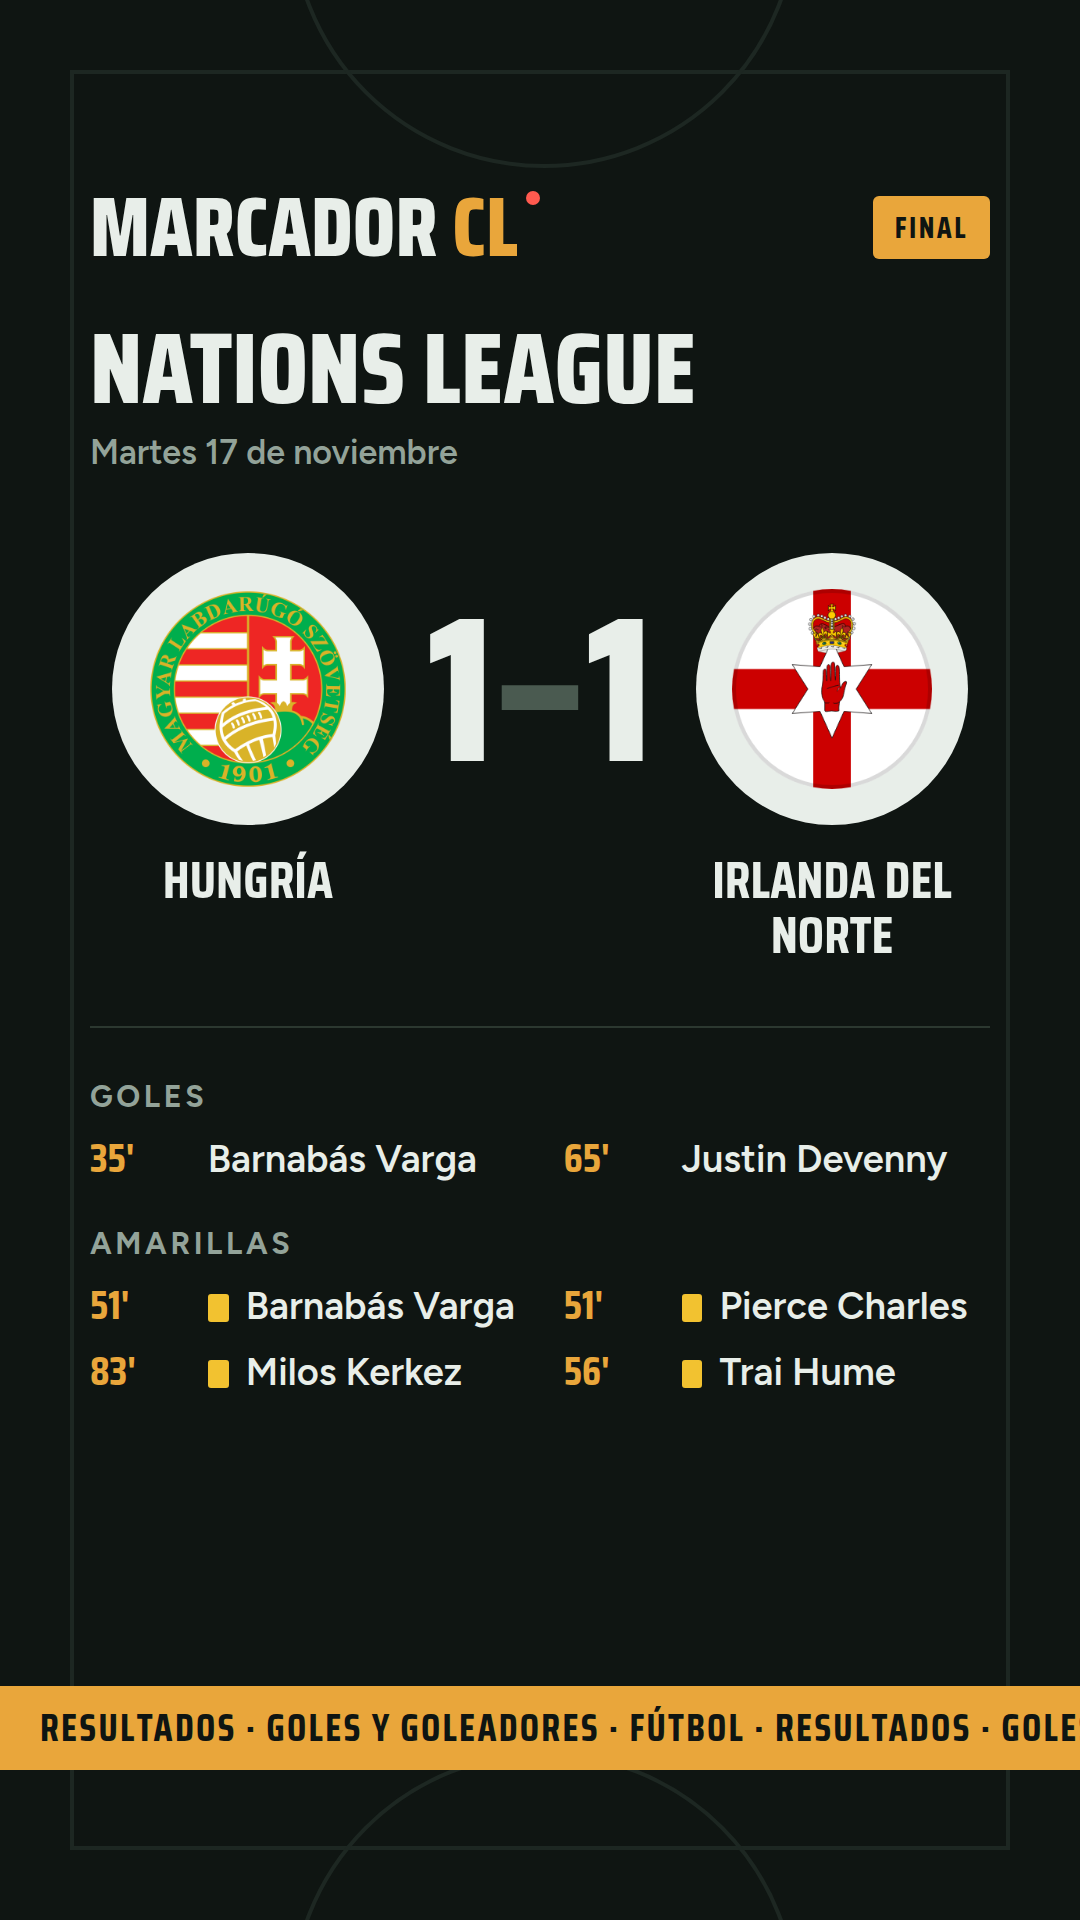 MARCADOR CL
FINAL
NATIONS LEAGUE
Martes 17 de noviembre
MAGYAR LABDARÚGÓ SZÖVETSÉG
• 1901 •
1–1
HUNGRÍA
IRLANDA DEL
NORTE
GOLES
35' Barnabás Varga 65' Justin Devenny
AMARILLAS
51' Barnabás Varga 51' Pierce Charles
83' Milos Kerkez 56' Trai Hume
RESULTADOS · GOLES Y GOLEADORES · FÚTBOL · RESULTADOS · GOLES